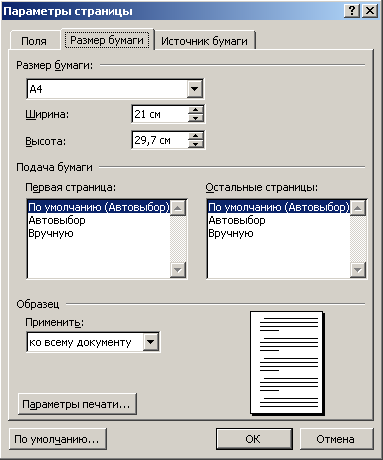 Параметры страницы
Поля Размер бумаги Источник бумаги
Размер бумаги:
A4
Ширина: 21 см
Высота: 29,7 см
Подача бумаги
Первая страница: Остальные страницы:
По умолчанию (Автовыбор) По умолчанию (Автовыбор)
Автовыбор Автовыбор
Вручную Вручную
Образец
Применить:
ко всему документу
Параметры печати...
По умолчанию... OK Отмена